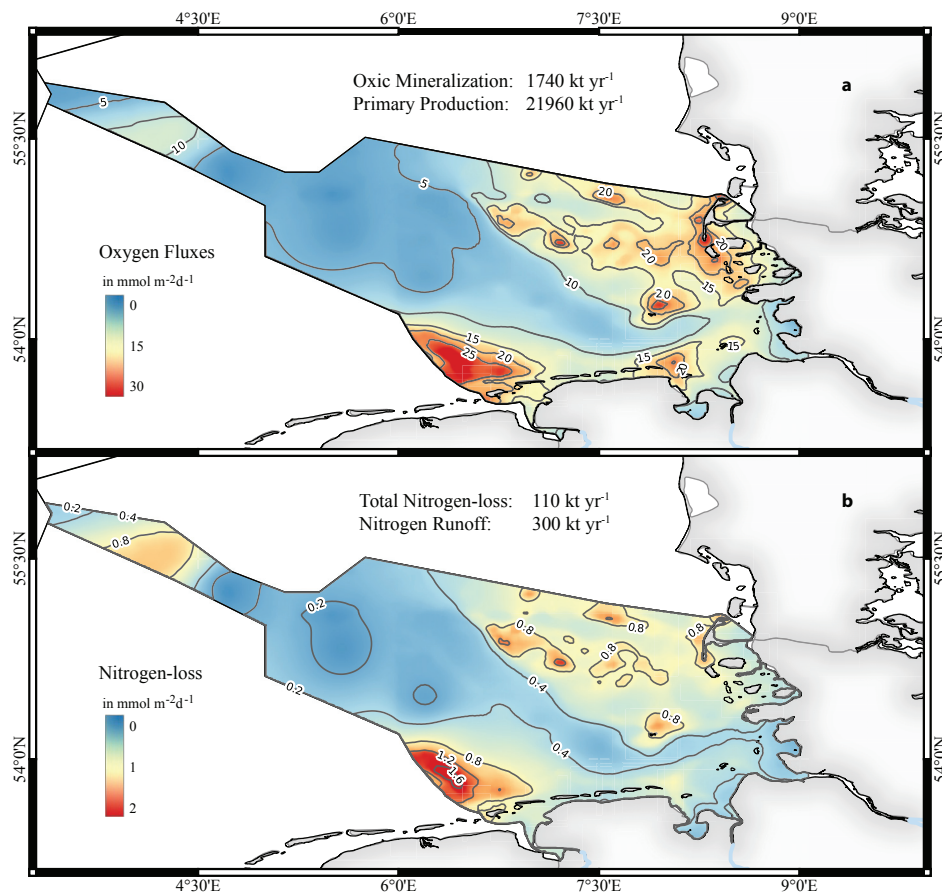 4°30'E 6°0'E 7°30'E 9°0'E
Oxic Mineralization: 1740 kt yr-1
Primary Production: 21960 kt yr-1
a
55°30'N
55°30'N
5
10
5
20
20
20
10
15
20
Oxygen Fluxes
in mmol m-2d-1
0
15
30
54°0'N
54°0'N
15
25
20
15
15
20
Total Nitrogen-loss: 110 kt yr-1
Nitrogen Runoff: 300 kt yr-1
b
0.2
0.4
0.8
55°30'N
55°30'N
0.2
0.8
0.8
0.8
0.8
0.2
0.4
0.8
0.4
Nitrogen-loss
in mmol m-2d-1
0
1
2
54°0'N
54°0'N
0.8
1.2
1.6
4°30'E 6°0'E 7°30'E 9°0'E